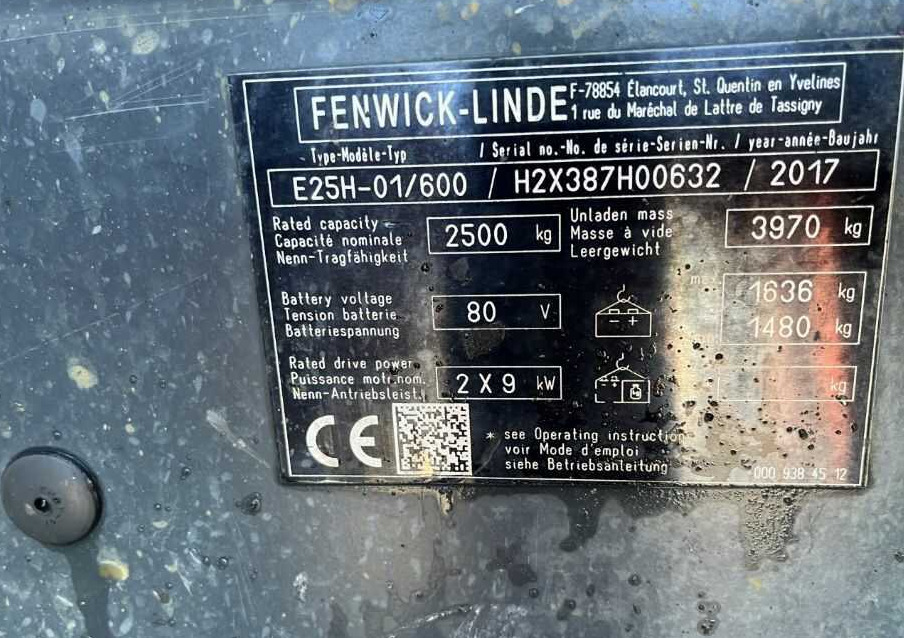 FENWICK-LINDE
F-78854 Élancourt, St. Quentin en Yvelines
1 rue du Maréchal de Lattre de Tassigny
Type-Modèle-Typ / Serial no.-No. de série-Serien-Nr. / year-année-Baujahr
E25H-01/600 / H2X387H00632 / 2017
Rated capacity
Capacité nominale
Nenn-Tragfähigkeit
2500 kg
Unladen mass
Masse à vide
Leergewicht
3970 kg
Battery voltage
Tension batterie
Batteriespannung
80 V
- +
max
1636 kg
1480 kg
Rated drive power
Puissance motr.nom.
Nenn-Antriebsleist.
2 X 9 kW
kg
CE
* see Operating instruction
voir Mode d'emploi
siehe Betriebsanleitung
000 938 45 12